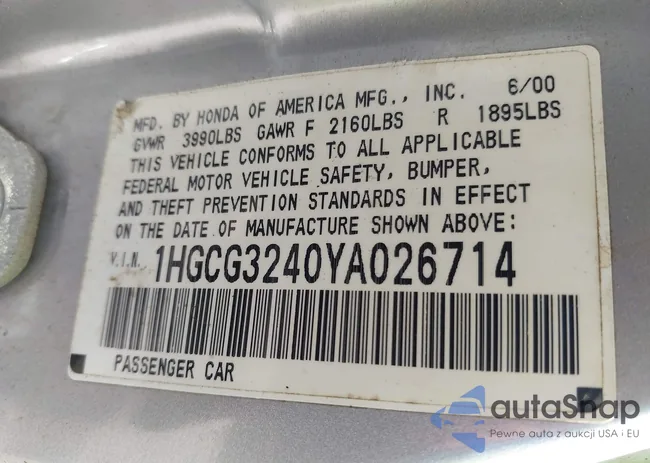 MFD. BY HONDA OF AMERICA MFG., INC. 6/00
GVWR 3990LBS GAWR F 2160LBS R 1895LBS
THIS VEHICLE CONFORMS TO ALL APPLICABLE
FEDERAL MOTOR VEHICLE SAFETY, BUMPER,
AND THEFT PREVENTION STANDARDS IN EFFECT
ON THE DATE OF MANUFACTURE SHOWN ABOVE:
V.I.N. 1HGCG3240YA026714
PASSENGER CAR
autaSnap
Pewne auta z aukcji USA i EU